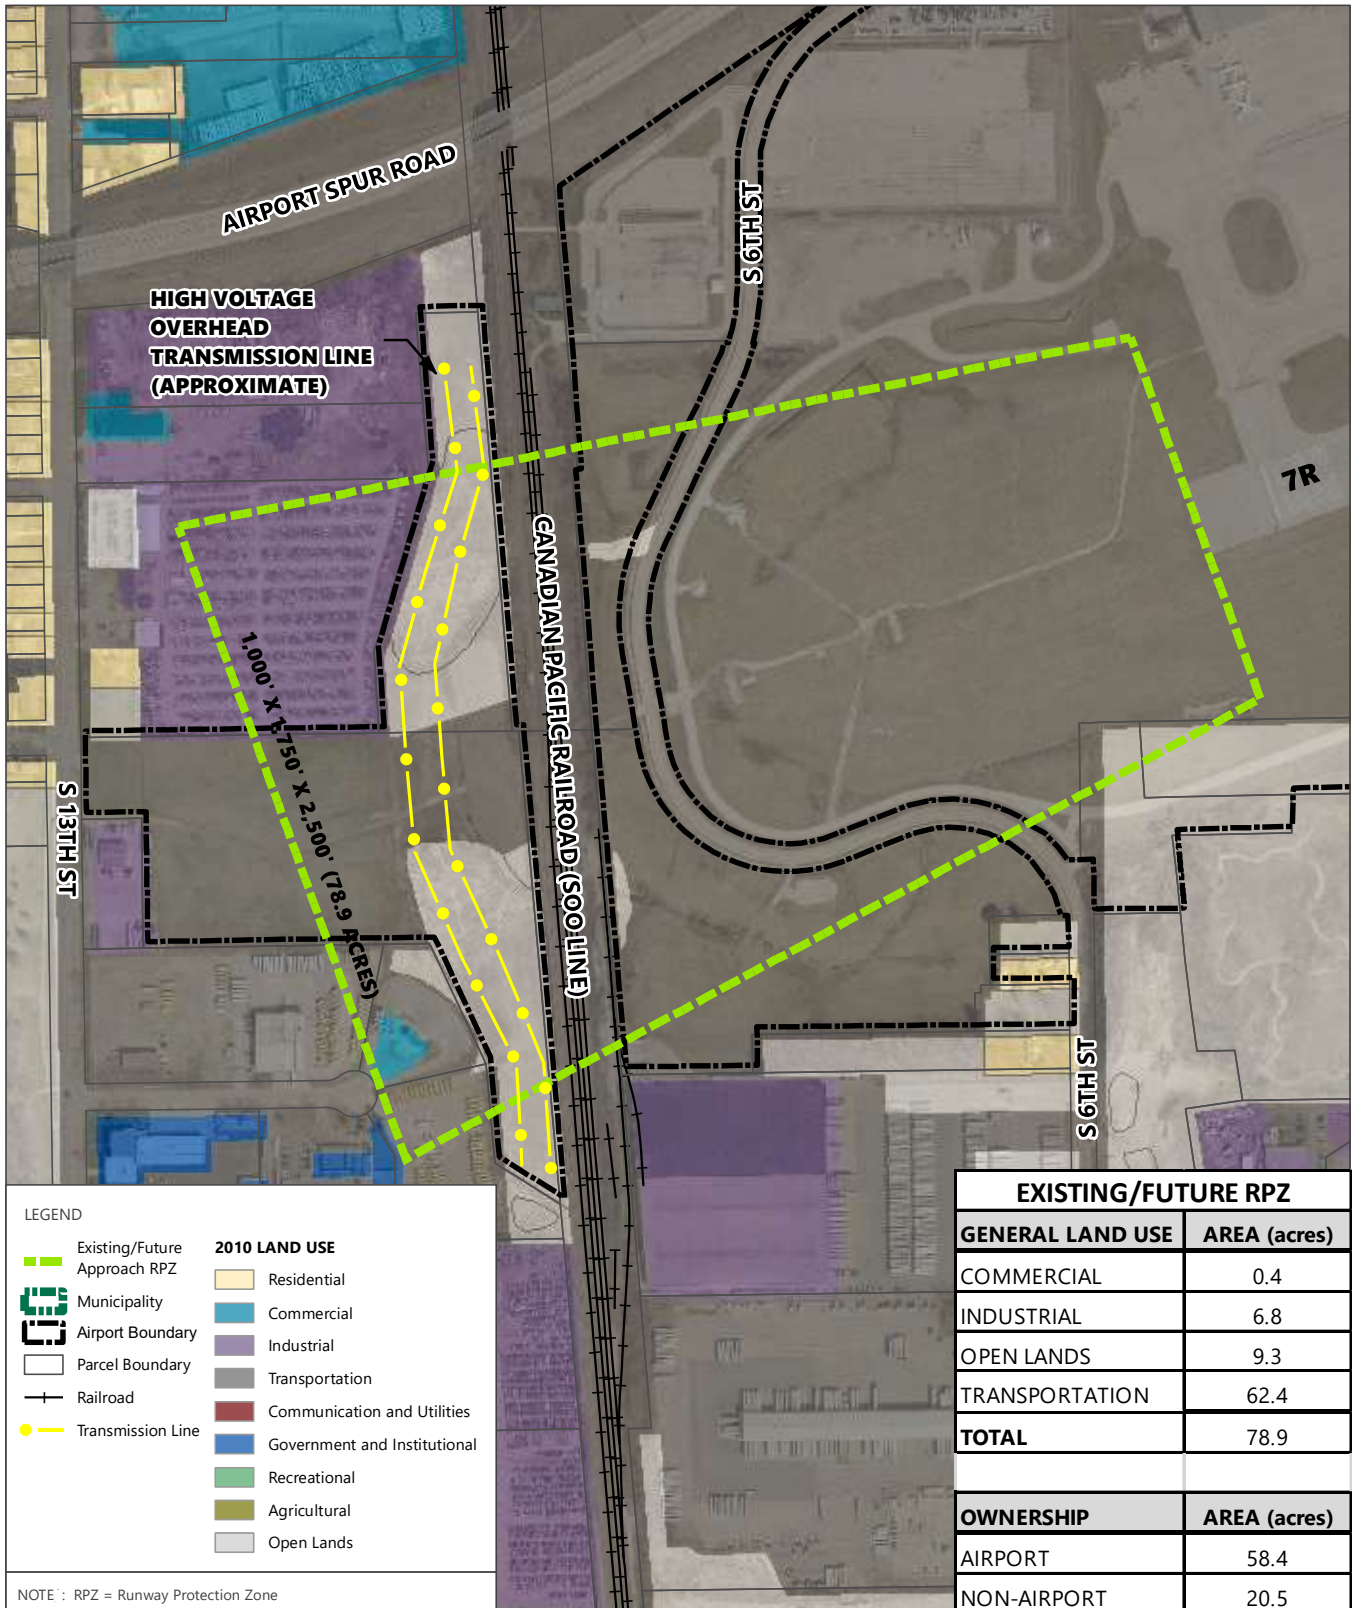 AIRPORT SPUR ROAD
S 6TH ST
HIGH VOLTAGE
OVERHEAD
TRANSMISSION LINE
(APPROXIMATE)
7R
CANADIAN PACIFIC RAILROAD (SOO LINE)
1,000' X 1,750' X 2,500' (78.9 ACRES)
S 13TH ST
S 6TH ST
LEGEND
Existing/Future
Approach RPZ
Municipality
Airport Boundary
Parcel Boundary
Railroad
Transmission Line
2010 LAND USE
Residential
Commercial
Industrial
Transportation
Communication and Utilities
Government and Institutional
Recreational
Agricultural
Open Lands
NOTE : RPZ = Runway Protection Zone
EXISTING/FUTURE RPZ
GENERAL LAND USE AREA (acres)
COMMERCIAL 0.4
INDUSTRIAL 6.8
OPEN LANDS 9.3
TRANSPORTATION 62.4
TOTAL 78.9
OWNERSHIP AREA (acres)
AIRPORT 58.4
NON-AIRPORT 20.5